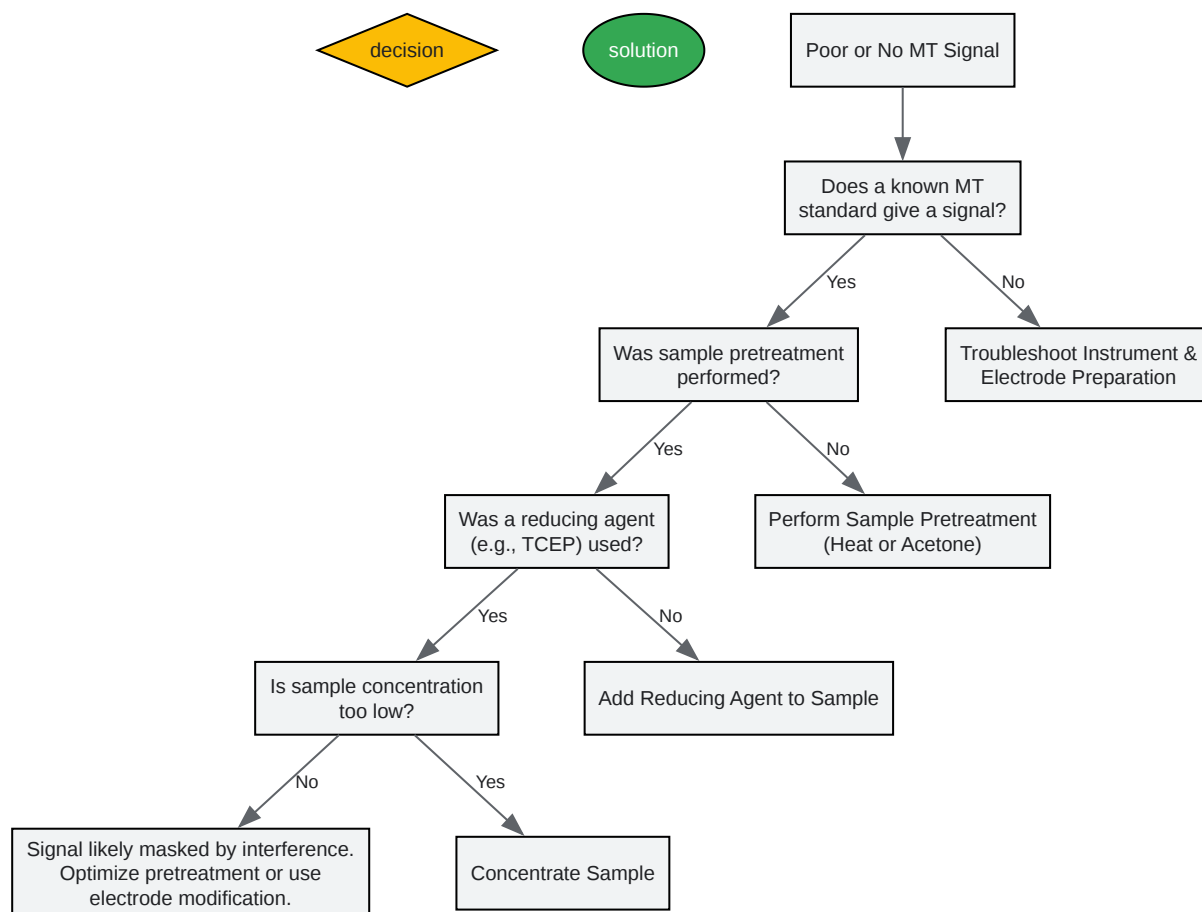 decision
solution
Poor or No MT Signal
Does a known MT
standard give a signal?
Yes
No
Was sample pretreatment
performed?
Troubleshoot Instrument &
Electrode Preparation
Yes
No
Was a reducing agent
(e.g., TCEP) used?
Perform Sample Pretreatment
(Heat or Acetone)
Yes
No
Is sample concentration
too low?
Add Reducing Agent to Sample
No
Yes
Signal likely masked by interference.
Optimize pretreatment or use
electrode modification.
Concentrate Sample